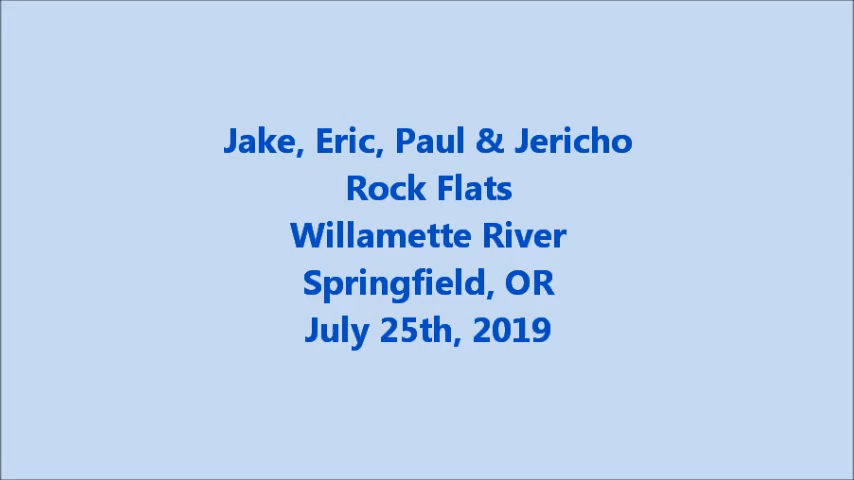 Jake, Eric, Paul & Jericho
Rock Flats
Willamette River
Springfield, OR
July 25th, 2019